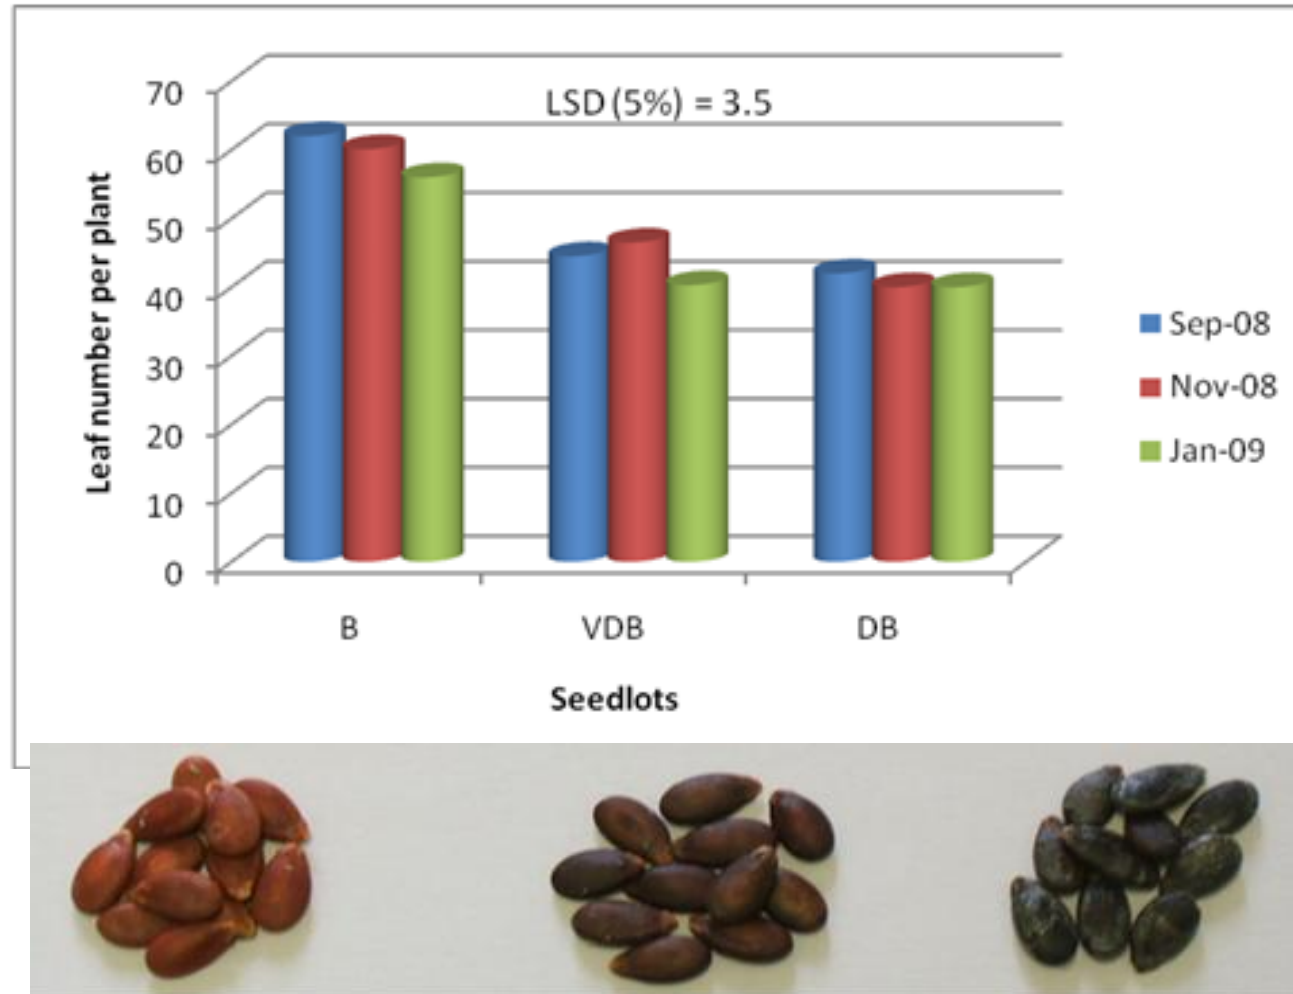 LSD (5%) = 3.5
70
60
50
40
30
20
10
0
Leaf number per plant
B VDB DB
Seedlots
Sep-08
Nov-08
Jan-09